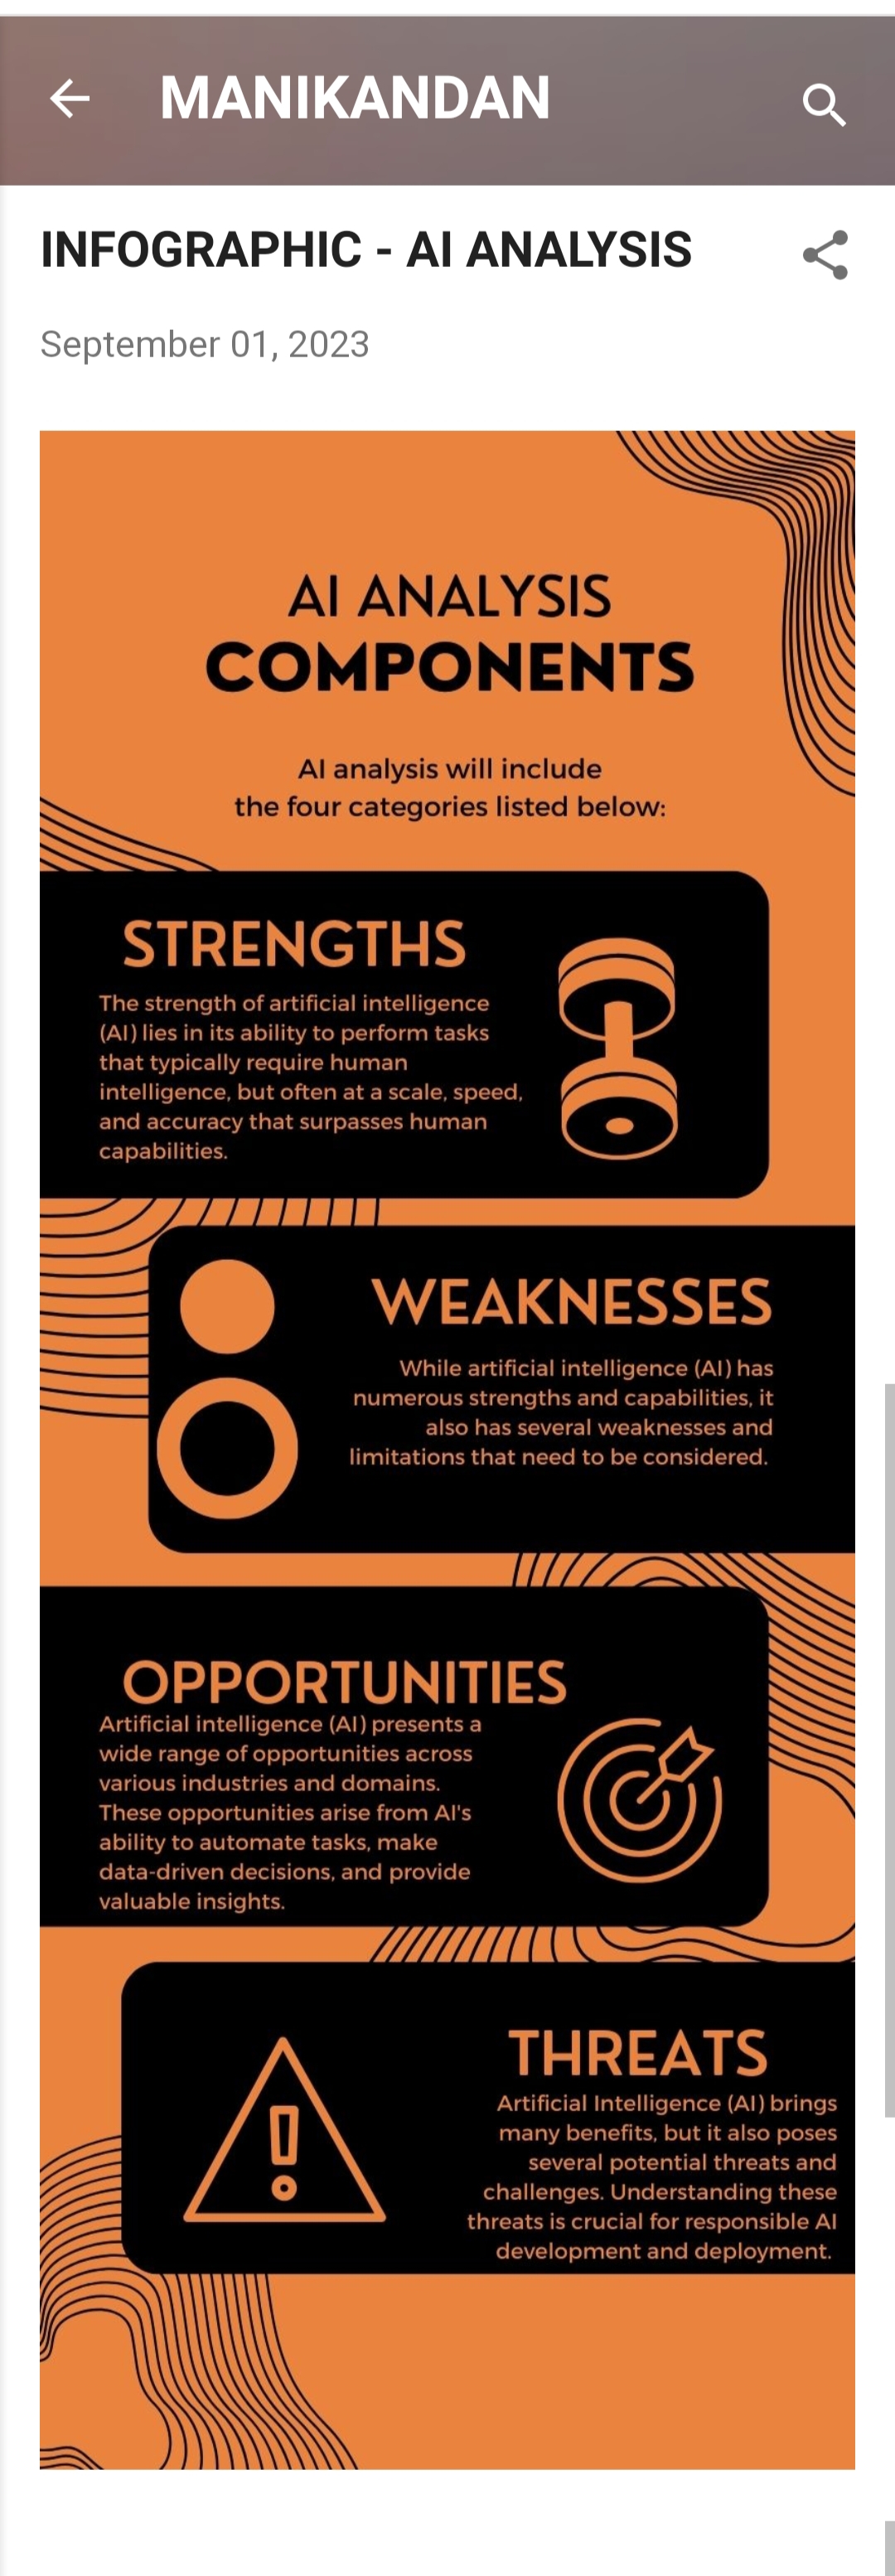 MANIKANDAN
INFOGRAPHIC - AI ANALYSIS
September 01, 2023
AI ANALYSIS
COMPONENTS
AI analysis will include
the four categories listed below:
STRENGTHS
The strength of artificial intelligence
(AI) lies in its ability to perform tasks
that typically require human
intelligence, but often at a scale, speed,
and accuracy that surpasses human
capabilities.
WEAKNESSES
While artificial intelligence (AI) has
numerous strengths and capabilities, it
also has several weaknesses and
limitations that need to be considered.
OPPORTUNITIES
Artificial intelligence (AI) presents a
wide range of opportunities across
various industries and domains.
These opportunities arise from AI's
ability to automate tasks, make
data-driven decisions, and provide
valuable insights.
THREATS
Artificial Intelligence (AI) brings
many benefits, but it also poses
several potential threats and
challenges. Understanding these
threats is crucial for responsible AI
development and deployment.